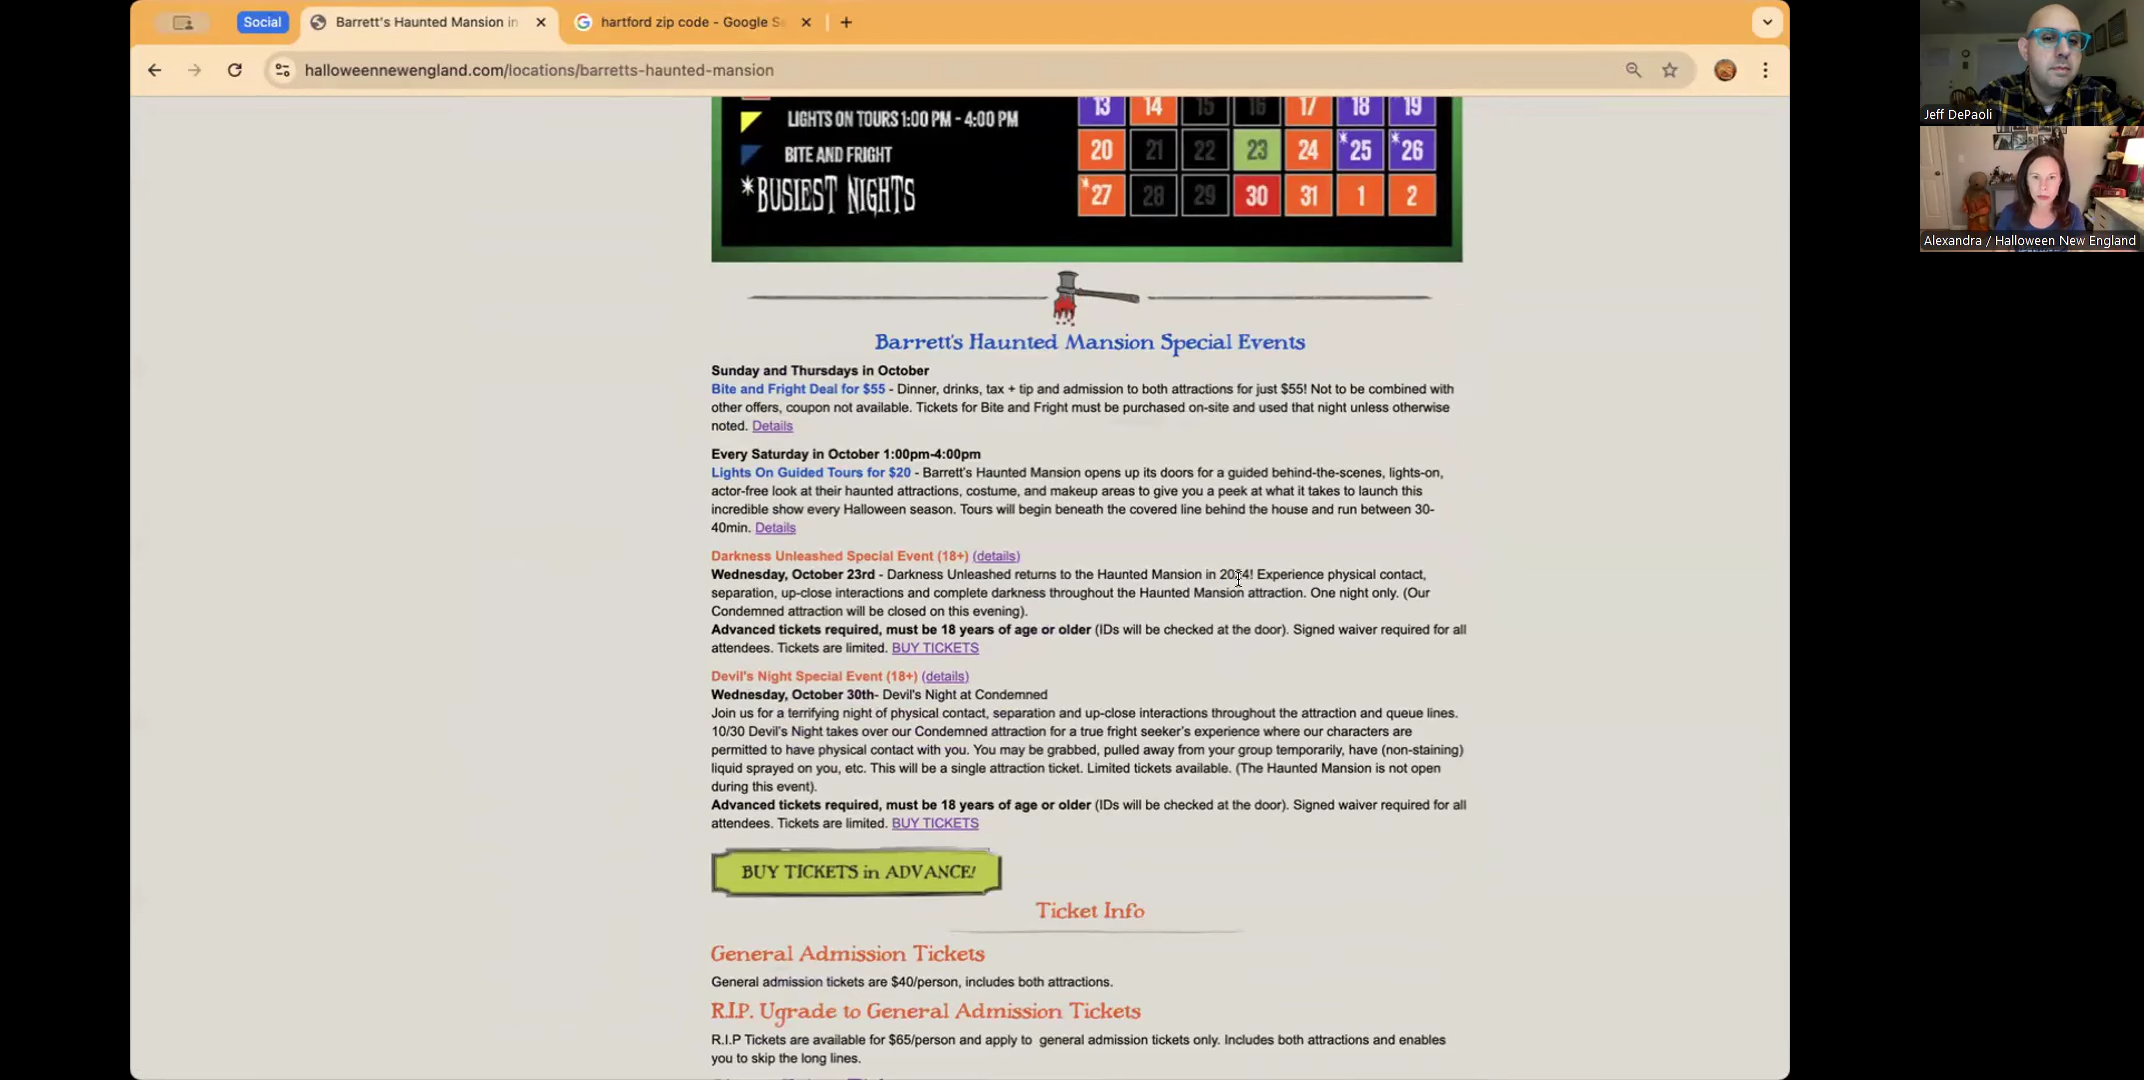 Social
Barrett's Haunted Mansion in
hartford zip code - Google Se
halloweennewengland.com/locations/barretts-haunted-mansion
Jeff DePaoli
Alexandra / Halloween New England
LIGHTS ON TOURS 1:00 PM - 4:00 PM
BITE AND FRIGHT
*BUSIEST NIGHTS
13 14 15 16 17 18 19
20 21 22 23 24 25 26
27 28 29 30 31 1 2
Barrett's Haunted Mansion Special Events
Sunday and Thursdays in October
Bite and Fright Deal for $55 - Dinner, drinks, tax + tip and admission to both attractions for just $55! Not to be combined with
other offers, coupon not available. Tickets for Bite and Fright must be purchased on-site and used that night unless otherwise
noted. Details
Every Saturday in October 1:00pm-4:00pm
Lights On Guided Tours for $20 - Barrett's Haunted Mansion opens up its doors for a guided behind-the-scenes, lights-on,
actor-free look at their haunted attractions, costume, and makeup areas to give you a peek at what it takes to launch this
incredible show every Halloween season. Tours will begin beneath the covered line behind the house and run between 30-
40min. Details
Darkness Unleashed Special Event (18+) (details)
Wednesday, October 23rd - Darkness Unleashed returns to the Haunted Mansion in 2024! Experience physical contact,
separation, up-close interactions and complete darkness throughout the Haunted Mansion attraction. One night only. (Our
Condemned attraction will be closed on this evening).
Advanced tickets required, must be 18 years of age or older (IDs will be checked at the door). Signed waiver required for all
attendees. Tickets are limited. BUY TICKETS
Devil's Night Special Event (18+) (details)
Wednesday, October 30th- Devil's Night at Condemned
Join us for a terrifying night of physical contact, separation and up-close interactions throughout the attraction and queue lines.
10/30 Devil's Night takes over our Condemned attraction for a true fright seeker's experience where our characters are
permitted to have physical contact with you. You may be grabbed, pulled away from your group temporarily, have (non-staining)
liquid sprayed on you, etc. This will be a single attraction ticket. Limited tickets available. (The Haunted Mansion is not open
during this event).
Advanced tickets required, must be 18 years of age or older (IDs will be checked at the door). Signed waiver required for all
attendees. Tickets are limited. BUY TICKETS
BUY TICKETS in ADVANCE!
Ticket Info
General Admission Tickets
General admission tickets are $40/person, includes both attractions.
R.I.P. Ugrade to General Admission Tickets
R.I.P Tickets are available for $65/person and apply to general admission tickets only. Includes both attractions and enables
you to skip the long lines.